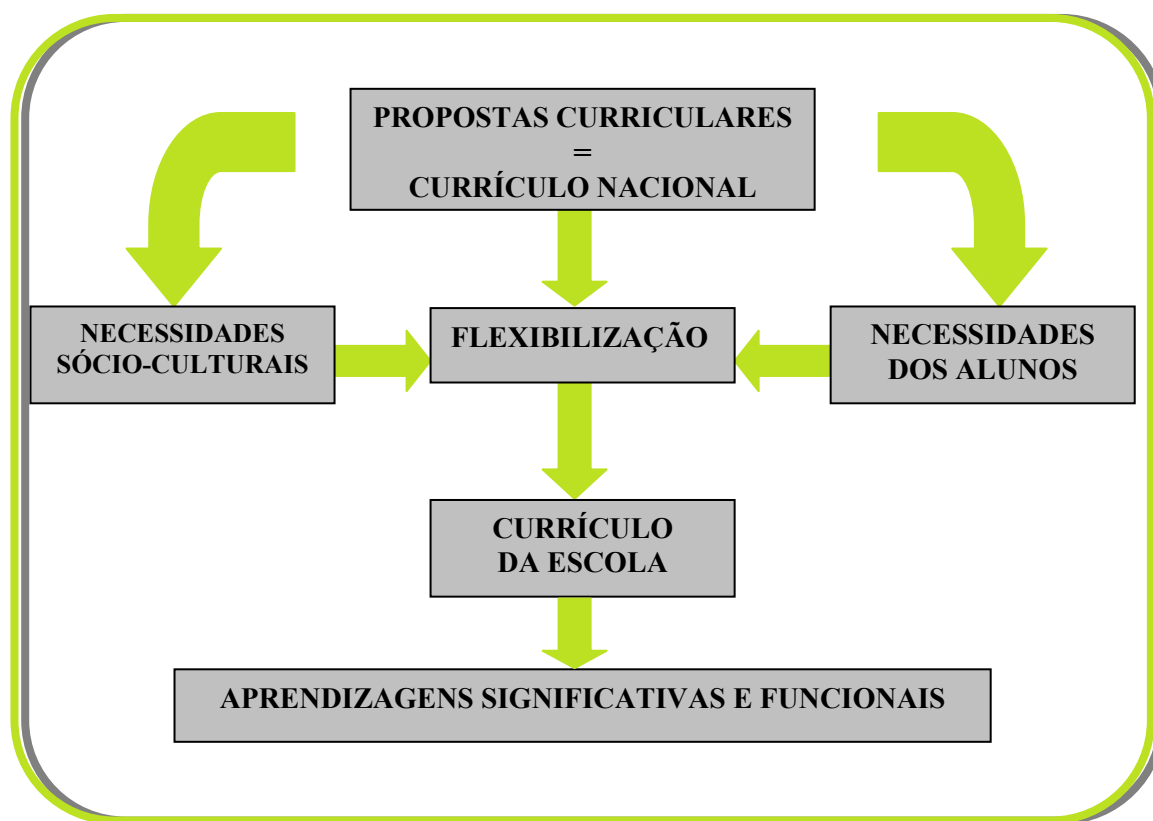 PROPOSTAS CURRICULARES
=
CURRÍCULO NACIONAL
NECESSIDADES
SÓCIO-CULTURAIS
FLEXIBILIZAÇÃO
NECESSIDADES
DOS ALUNOS
CURRÍCULO
DA ESCOLA
APRENDIZAGENS SIGNIFICATIVAS E FUNCIONAIS